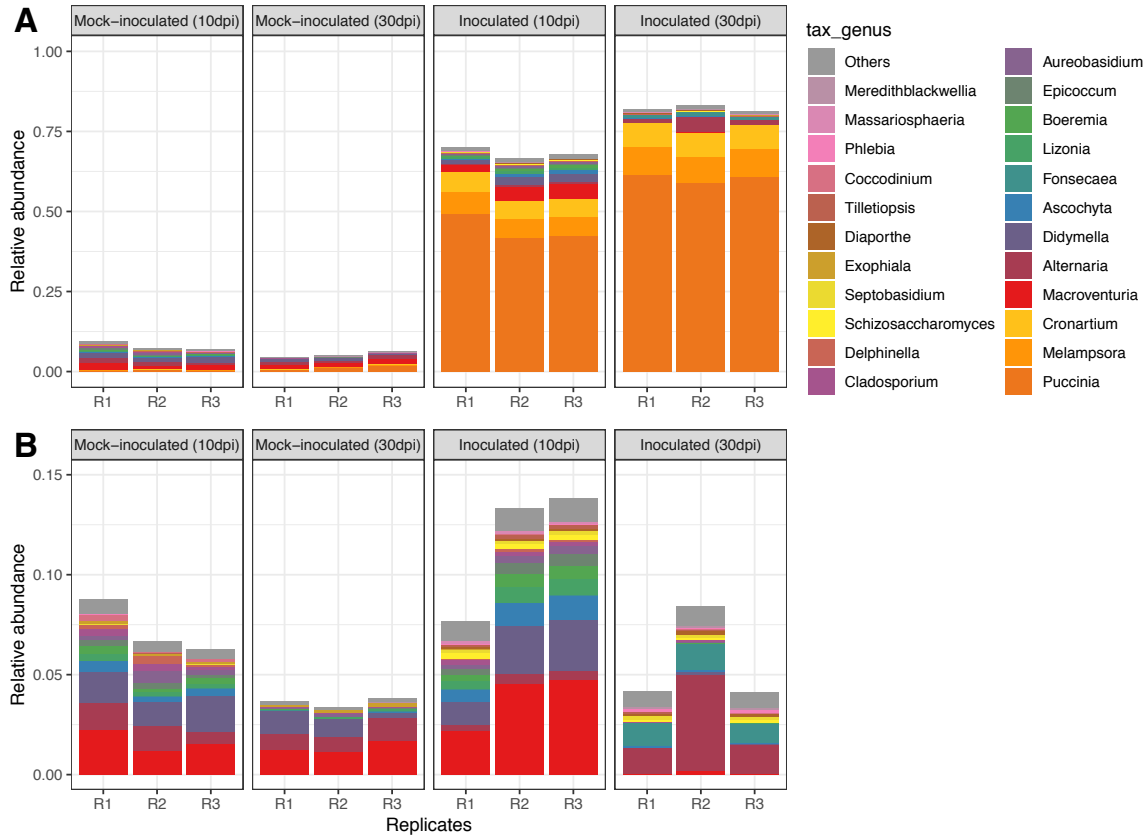 A
Mock−inoculated (10dpi)
Mock−inoculated (30dpi)
Inoculated (10dpi)
Inoculated (30dpi)
Relative abundance
1.00
0.75
0.50
0.25
0.00
R1 R2 R3
R1 R2 R3
R1 R2 R3
R1 R2 R3
tax_genus
Others
Meredithblackwellia
Massariosphaeria
Phlebia
Coccodinium
Tilletiopsis
Diaporthe
Exophiala
Septobasidium
Schizosaccharomyces
Delphinella
Cladosporium
Aureobasidium
Epicoccum
Boeremia
Lizonia
Fonsecaea
Ascochyta
Didymella
Alternaria
Macroventuria
Cronartium
Melampsora
Puccinia
B
Mock−inoculated (10dpi)
Mock−inoculated (30dpi)
Inoculated (10dpi)
Inoculated (30dpi)
Relative abundance
0.15
0.10
0.05
0.00
R1 R2 R3
R1 R2 R3
R1 R2 R3
R1 R2 R3
Replicates